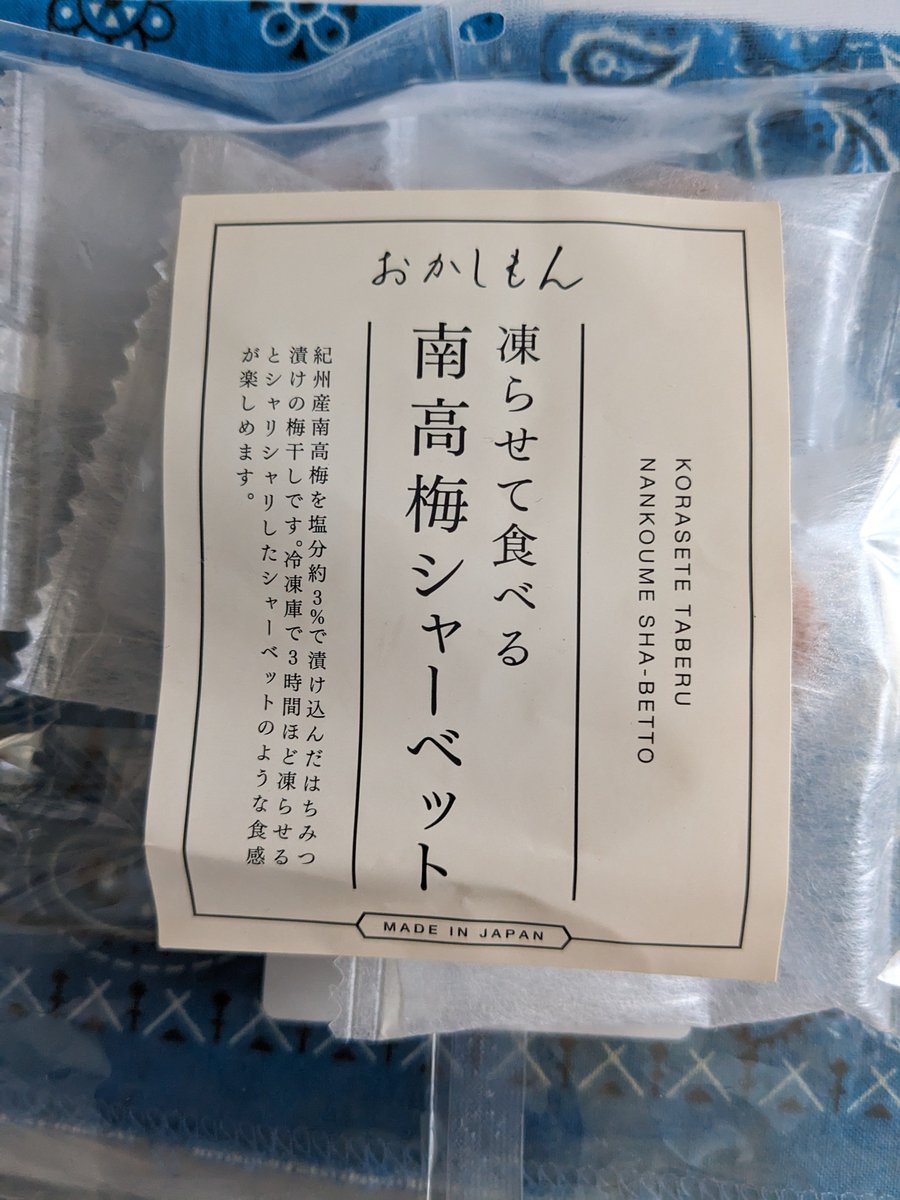 おかしもん
KORASETE TABERU
NANKOUME SHA-BETTO
凍らせて食べる
南高梅シャーベット
紀州産南高梅を塩分約3%で漬け込んだはちみつ
漬けの梅干しです。冷凍庫で3時間ほど凍らせる
とシャリシャリしたシャーベットのような食感
が楽しめます。
MADE IN JAPAN